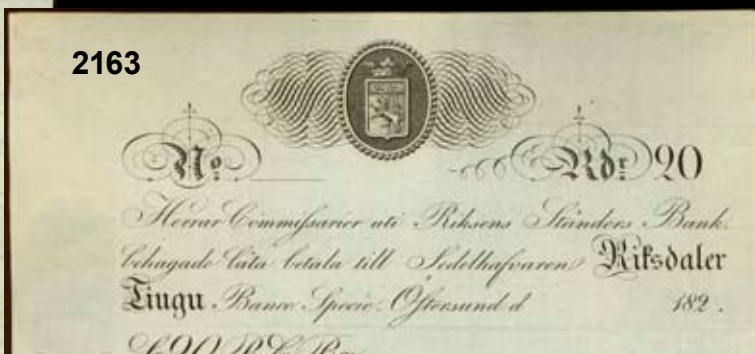 2163
No Rdr 20
Herrar Commissarier uti Riksens Ständers Bank
behagade låta betala till Sedelhafvaren Riksdaler
Tiugu Banco Specie. Östersund d 182 .